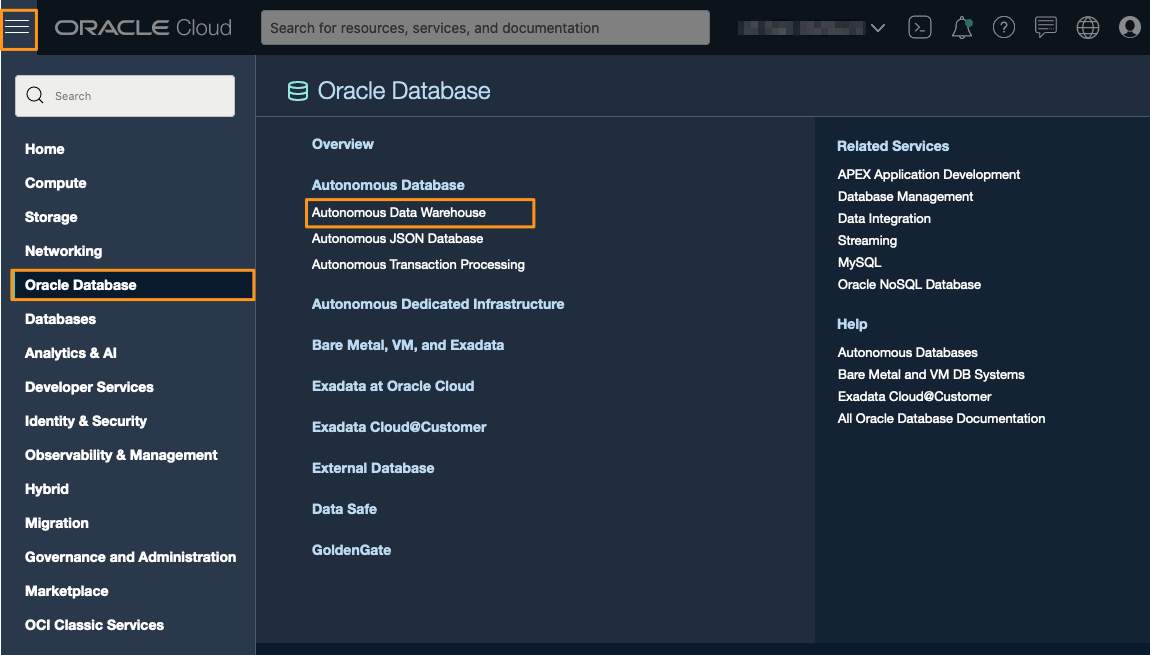 ORACLE Cloud
Search for resources, services, and documentation
Search
Home
Compute
Storage
Networking
Oracle Database
Databases
Analytics & AI
Developer Services
Identity & Security
Observability & Management
Hybrid
Migration
Governance and Administration
Marketplace
OCI Classic Services
Oracle Database
Overview
Autonomous Database
Autonomous Data Warehouse
Autonomous JSON Database
Autonomous Transaction Processing
Autonomous Dedicated Infrastructure
Bare Metal, VM, and Exadata
Exadata at Oracle Cloud
Exadata Cloud@Customer
External Database
Data Safe
GoldenGate
Related Services
APEX Application Development
Database Management
Data Integration
Streaming
MySQL
Oracle NoSQL Database
Help
Autonomous Databases
Bare Metal and VM DB Systems
Exadata Cloud@Customer
All Oracle Database Documentation